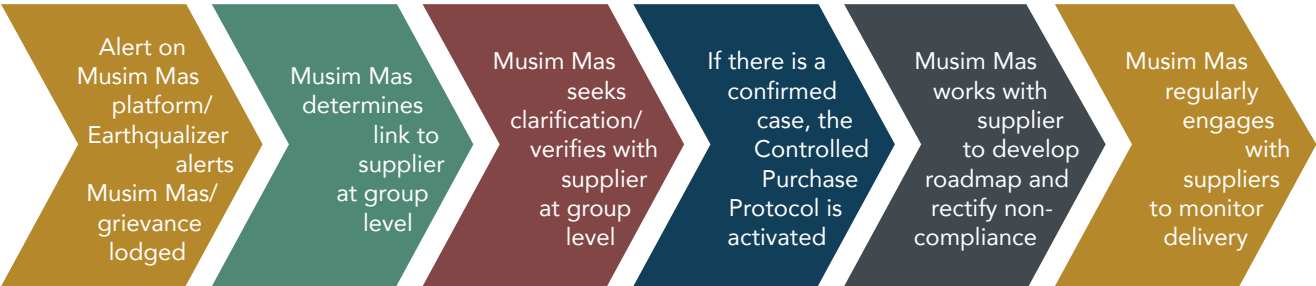 Alert on
Musim Mas
platform/
Earthqualizer
alerts
Musim Mas/
grievance
lodged
Musim Mas
determines
link to
supplier
at group
level
Musim Mas
seeks
clarification/
verifies with
supplier
at group
level
If there is a
confirmed
case, the
Controlled
Purchase
Protocol is
activated
Musim Mas
works with
supplier
to develop
roadmap and
rectify non-
compliance
Musim Mas
regularly
engages
with
suppliers
to monitor
delivery